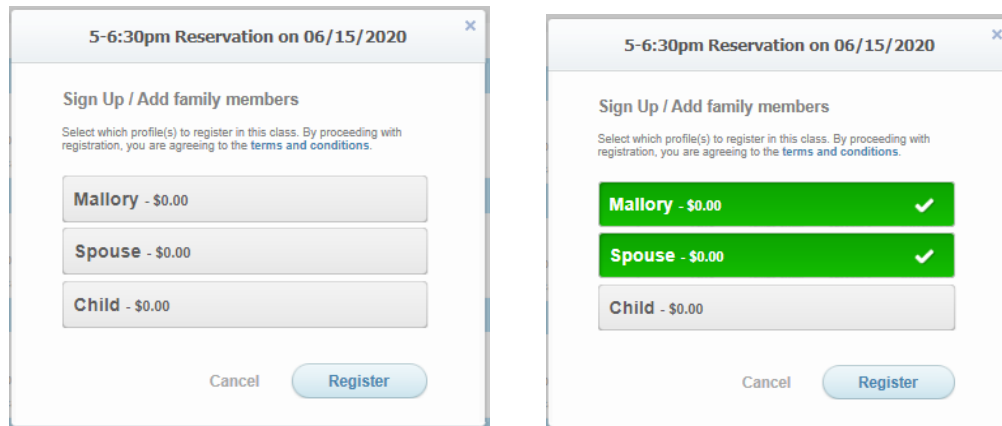 5-6:30pm Reservation on 06/15/2020
×
Sign Up / Add family members
Select which profile(s) to register in this class. By proceeding with
registration, you are agreeing to the terms and conditions.
Mallory - $0.00
Spouse - $0.00
Child - $0.00
Cancel
Register
5-6:30pm Reservation on 06/15/2020
×
Sign Up / Add family members
Select which profile(s) to register in this class. By proceeding with
registration, you are agreeing to the terms and conditions.
Mallory - $0.00
Spouse - $0.00
Child - $0.00
Cancel
Register